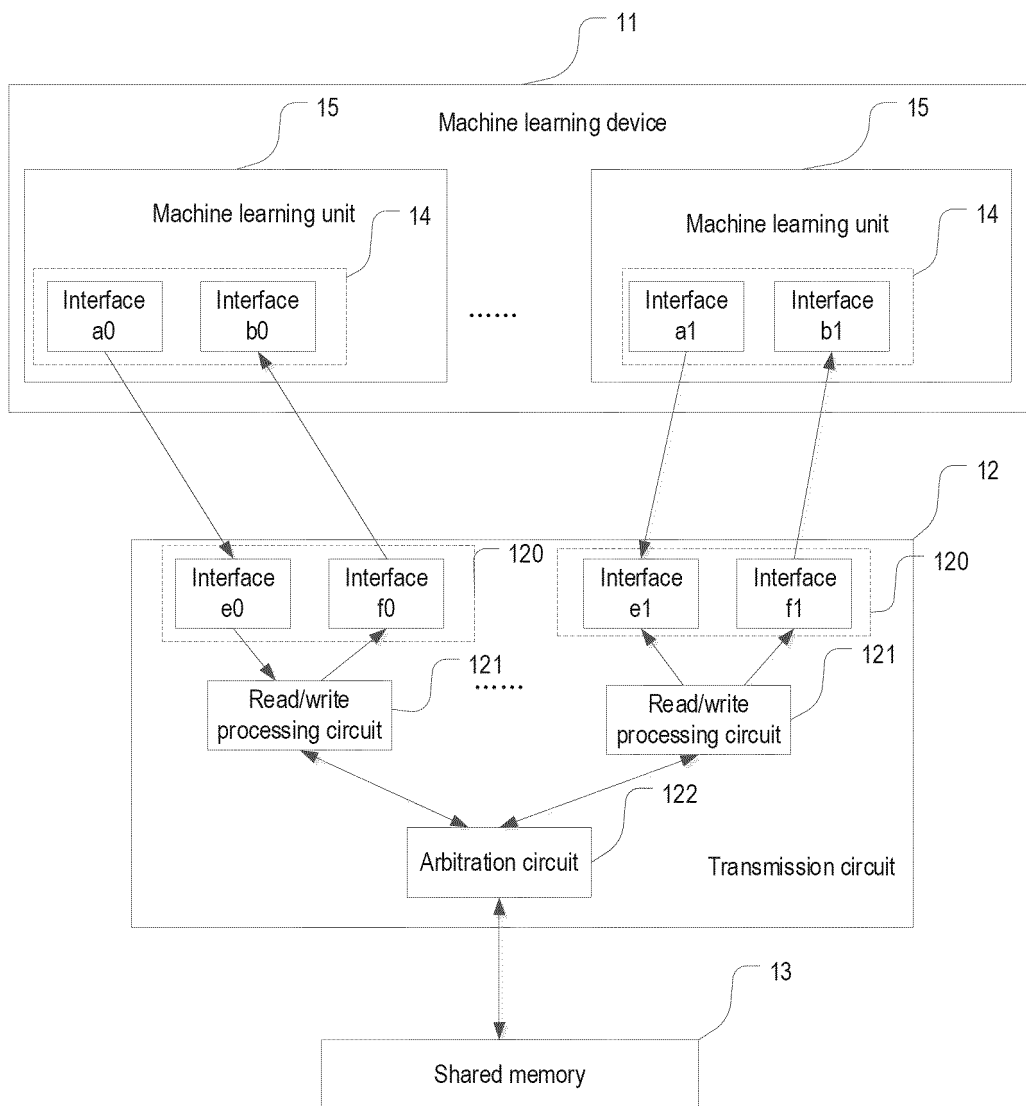 11
Machine learning device
15
15
Machine learning unit
14
Machine learning unit
14
Interface
a0
Interface
b0
......
Interface
a1
Interface
b1
12
Interface
e0
Interface
f0
120
Interface
e1
Interface
f1
120
121
Read/write
processing circuit
......
121
Read/write
processing circuit
122
Arbitration circuit
Transmission circuit
13
Shared memory